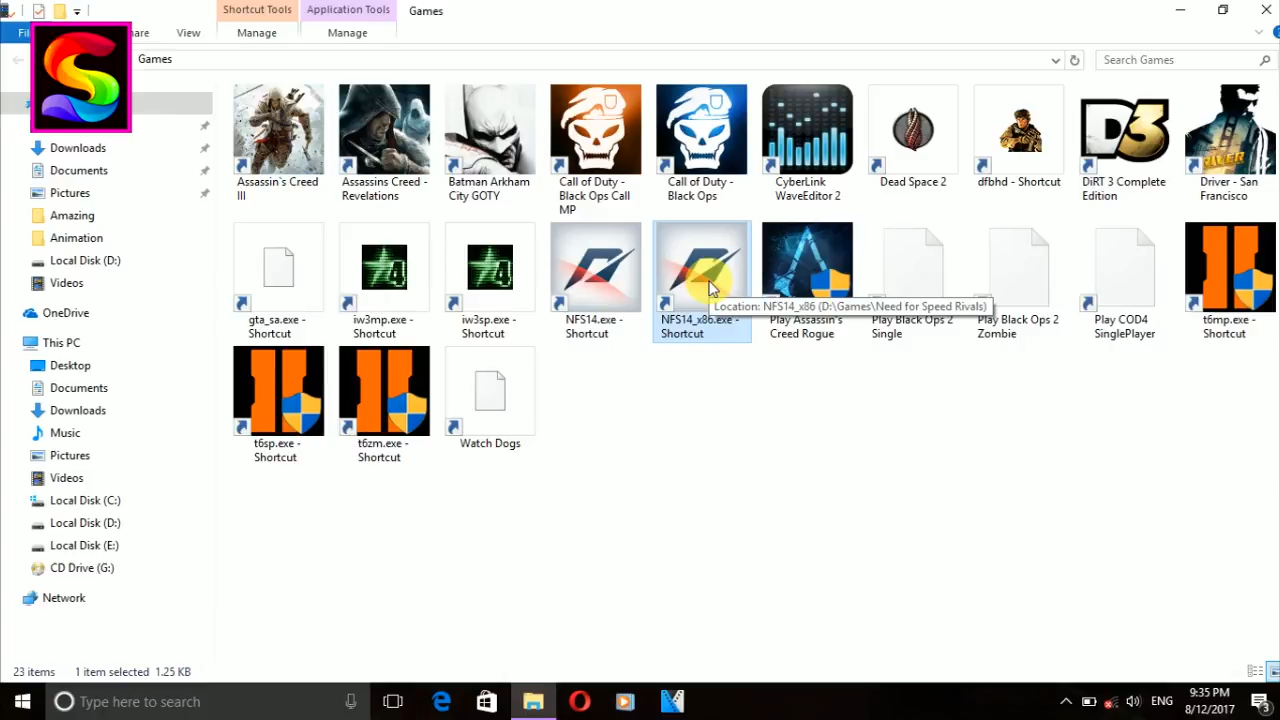 Shortcut Tools
Application Tools
Games
Fil
hare
View
Manage
Manage
Games
Search Games
Downloads
Documents
Pictures
Amazing
Animation
Local Disk (D:)
Videos
OneDrive
This PC
Desktop
Documents
Downloads
Music
Pictures
Videos
Local Disk (C:)
Local Disk (D:)
Local Disk (E:)
CD Drive (G:)
Network
Assassin's Creed
III
Assassins Creed -
Revelations
Batman Arkham
City GOTY
Call of Duty -
Black Ops Call
MP
Call of Duty -
Black Ops
CyberLink
WaveEditor 2
Dead Space 2
dfbhd - Shortcut
D3
DiRT 3 Complete
Edition
DRIVER
Driver - San
Francisco
gta_sa.exe -
Shortcut
4
iw3mp.exe -
Shortcut
4
iw3sp.exe -
Shortcut
NFS14.exe -
Shortcut
NFS14_x86.exe -
Shortcut
Location: NFS14_x86 (D:\Games\Need for Speed Rivals)
Play Assassin's
Creed Rogue
Play Black Ops 2
Single
Play Black Ops 2
Zombie
Play COD4
SinglePlayer
t6mp.exe -
Shortcut
t6sp.exe -
Shortcut
t6zm.exe -
Shortcut
Watch Dogs
23 items
1 item selected 1.25 KB
Type here to search
ENG
9:35 PM
8/12/2017
3